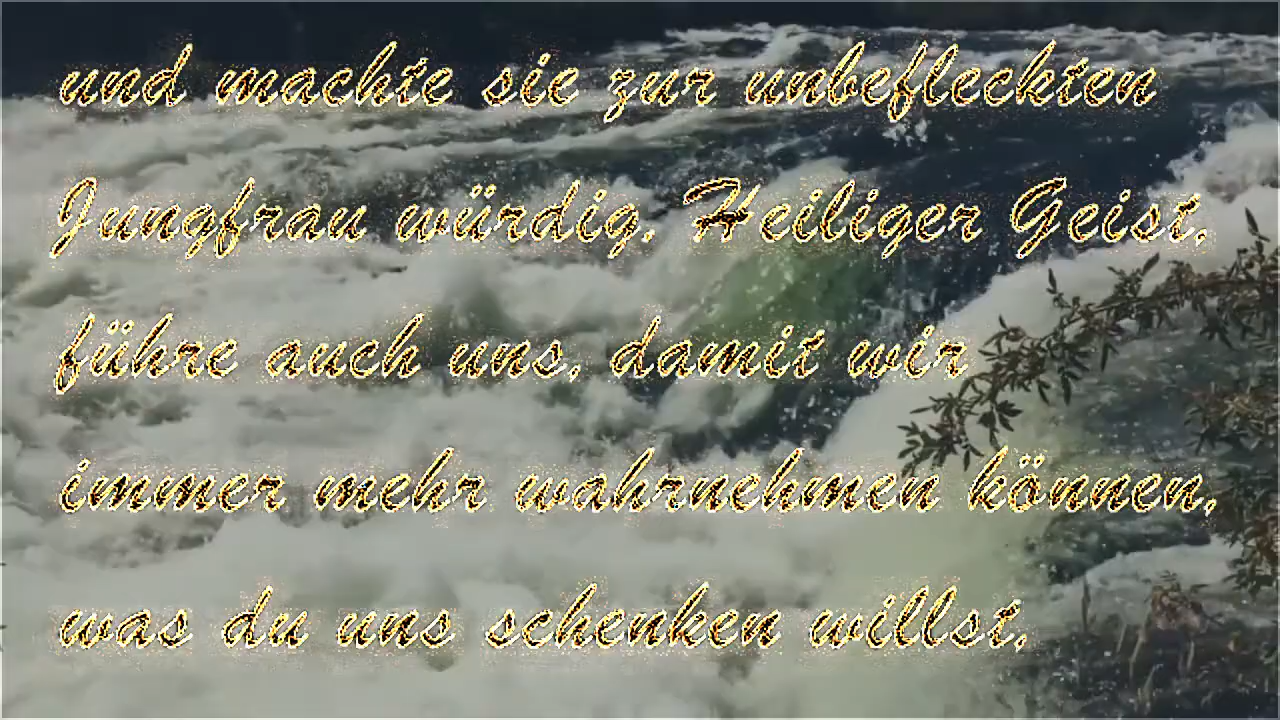 und machte sie zur unbefleckten
Jungfrau würdig. Heiliger Geist,
führe auch uns, damit wir
immer mehr wahrnehmen können,
was du uns schenken willst.